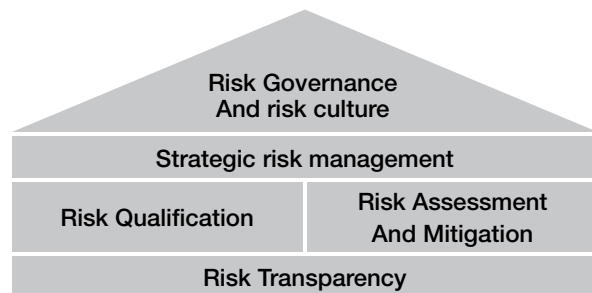 Risk Governance
And risk culture
Strategic risk management
Risk Qualification
Risk Assessment
And Mitigation
Risk Transparency